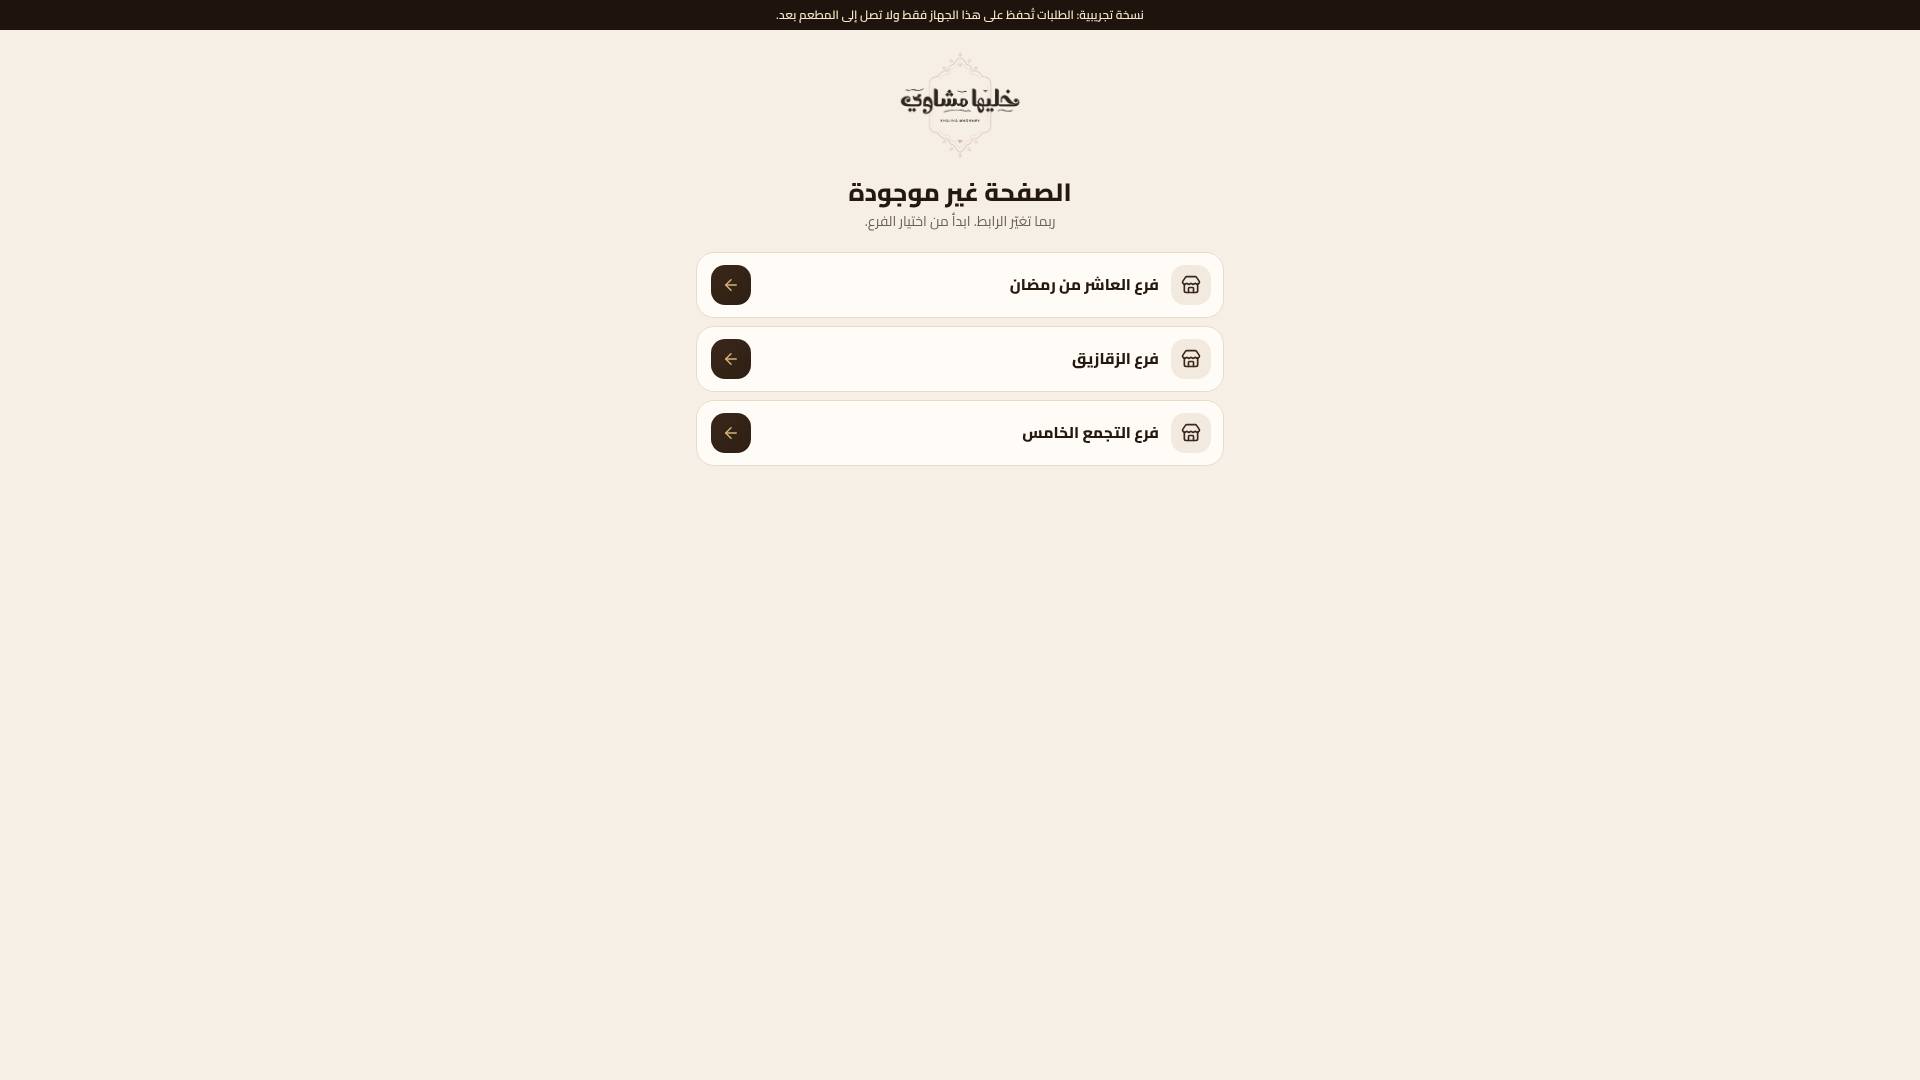 نسخة تجريبية: الطلبات تُحفظ على هذا الجهاز فقط ولا تصل إلى المطعم بعد.
خليها مشاوي
الصفحة غير موجودة
ربما تغيّر الرابط. ابدأ من اختيار الفرع.
فرع العاشر من رمضان
فرع الزقازيق
فرع التجمع الخامس